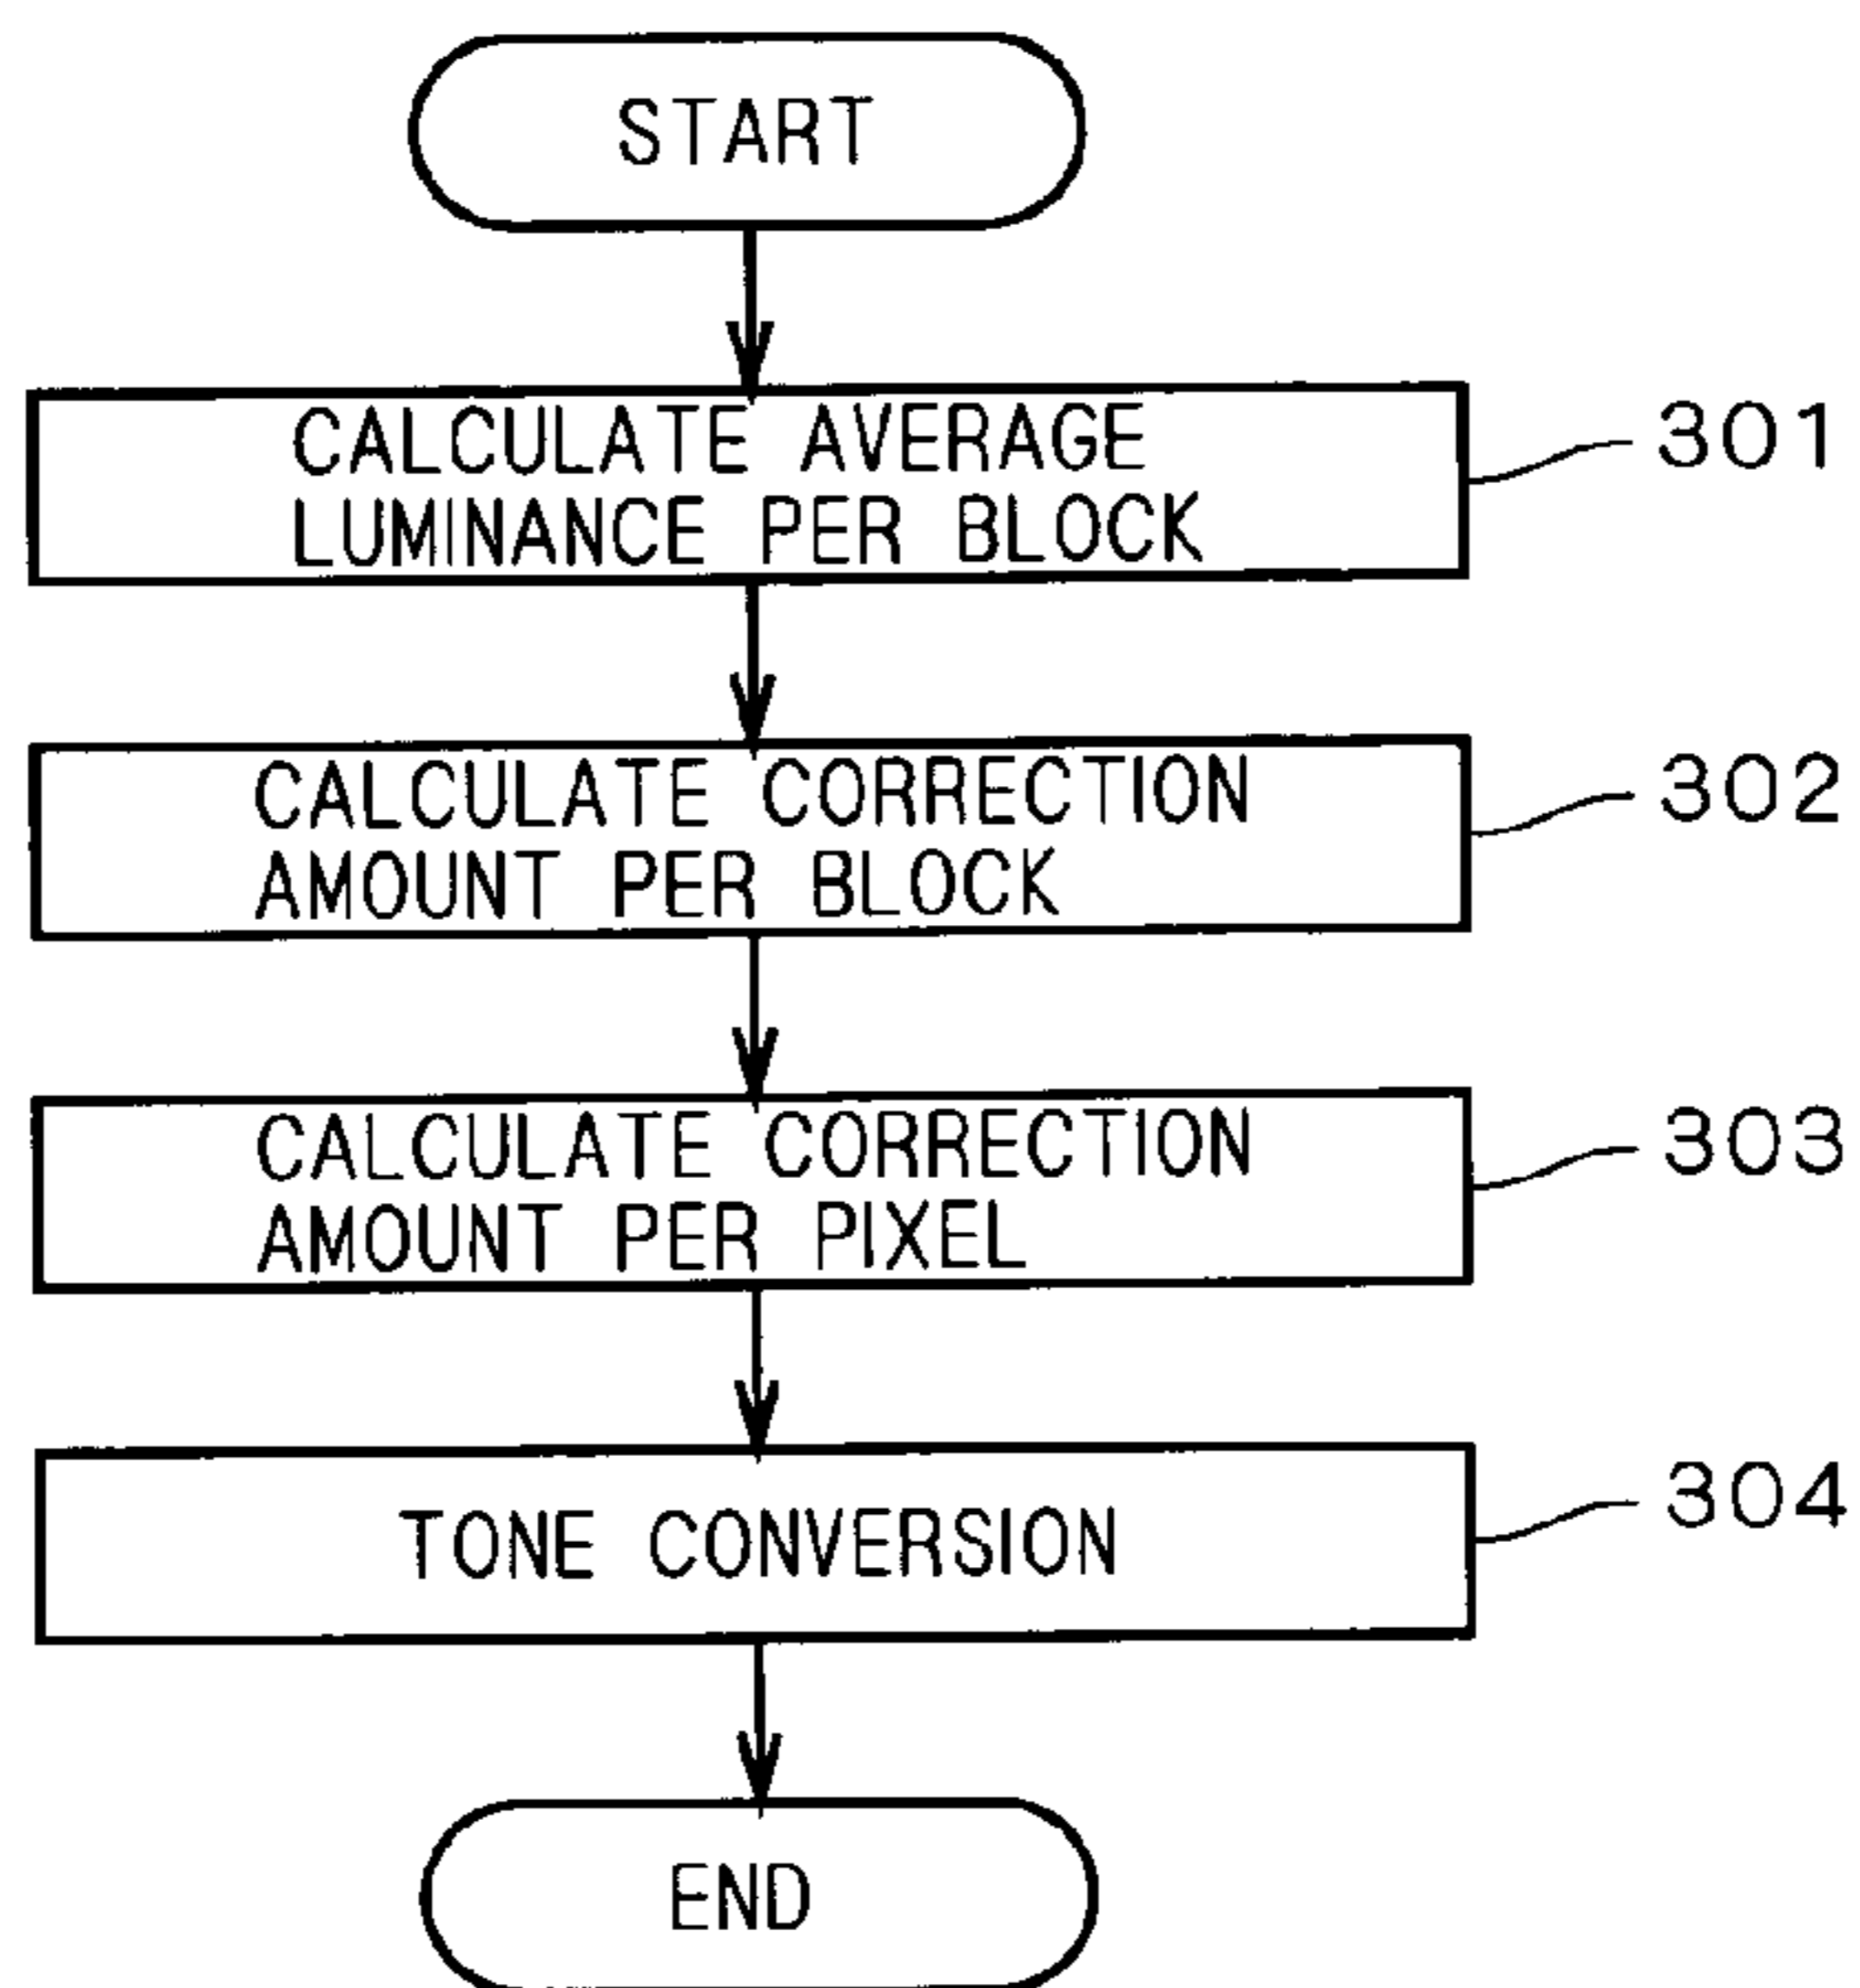 START
CALCULATE AVERAGE
LUMINANCE PER BLOCK
301
CALCULATE CORRECTION
AMOUNT PER BLOCK
302
CALCULATE CORRECTION
AMOUNT PER PIXEL
303
TONE CONVERSION
304
END